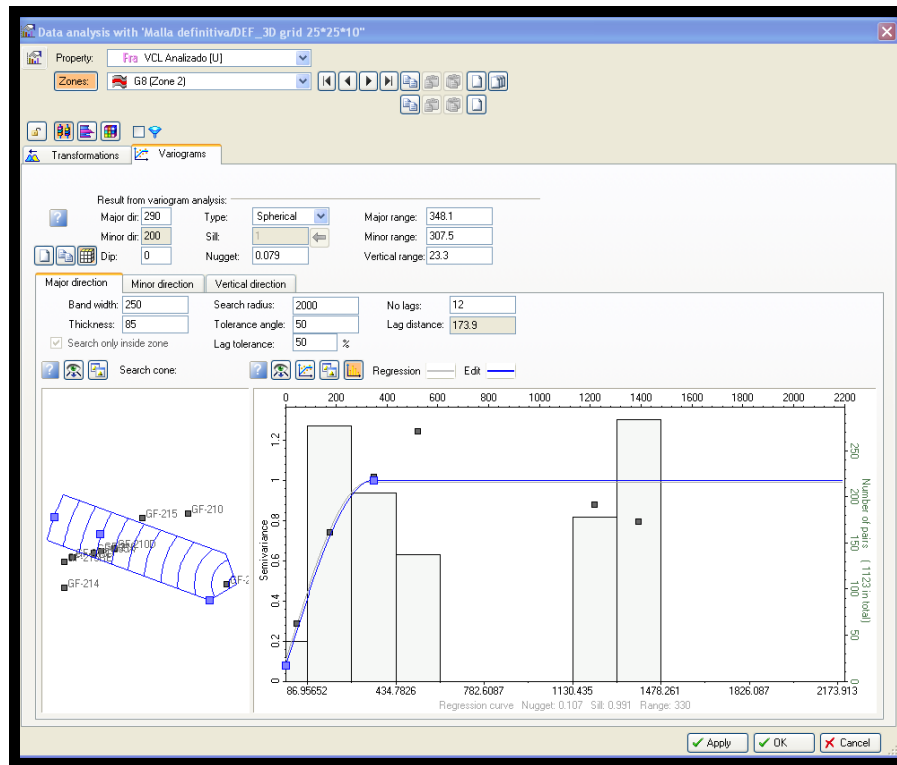 Data analysis with 'Malla definitiva/DEF_3D grid 25*25*10"
Property: Fra VCL Analizado [U]
Zones: G8 (Zone 2)
Transformations Variograms
Result from variogram analysis:
Major dir: 290 Type: Spherical Major range: 348.1
Minor dir: 200 Sill: 1 Minor range: 307.5
Dip: 0 Nugget: 0.079 Vertical range: 23.3
Major direction Minor direction Vertical direction
Band width: 250 Search radius: 2000 No lags: 12
Thickness: 85 Tolerance angle: 50 Lag distance: 173.9
Search only inside zone Lag tolerance: 50 %
Search cone: Regression Edit
GF-215 GF-210
GF-214
0 200 400 600 800 1000 1200 1400 1600 1800 2000 2200
Semivariance
0 0.2 0.4 0.6 0.8 1 1.2
0 50 100 150 200 250
Number of pairs ( 1123 in total)
86.95652 434.7826 782.6087 1130.435 1478.261 1826.087 2173.913
Regression curve Nugget: 0.107 Sill: 0.991 Range: 330
Apply OK Cancel